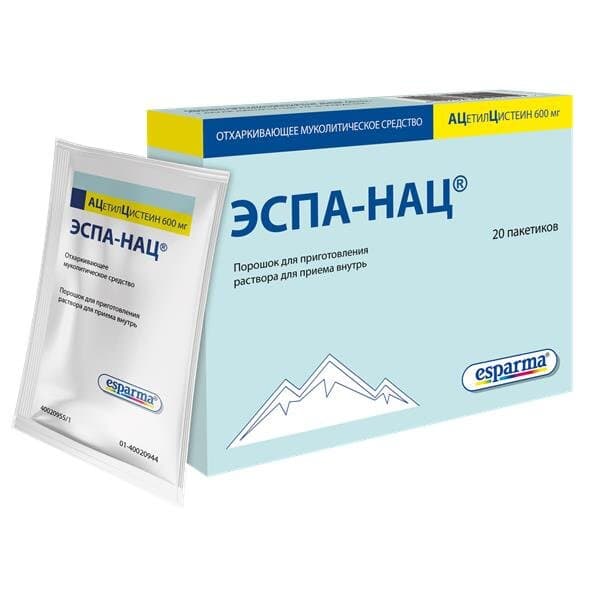 ОТХАРКИВАЮЩЕЕ МУКОЛИТИЧЕСКОЕ СРЕДСТВО
АЦетилЦистеин 600 мг
ЭСПА-НАЦ®
20 пакетиков
Порошок для приготовления
раствора для приема внутрь
esparma®
АЦетилЦистеин 600 мг
ЭСПА-НАЦ®
Отхаркивающее
муколитическое средство
Порошок для приготовления
раствора для приема внутрь
esparma®
40020955/1
01-40020944